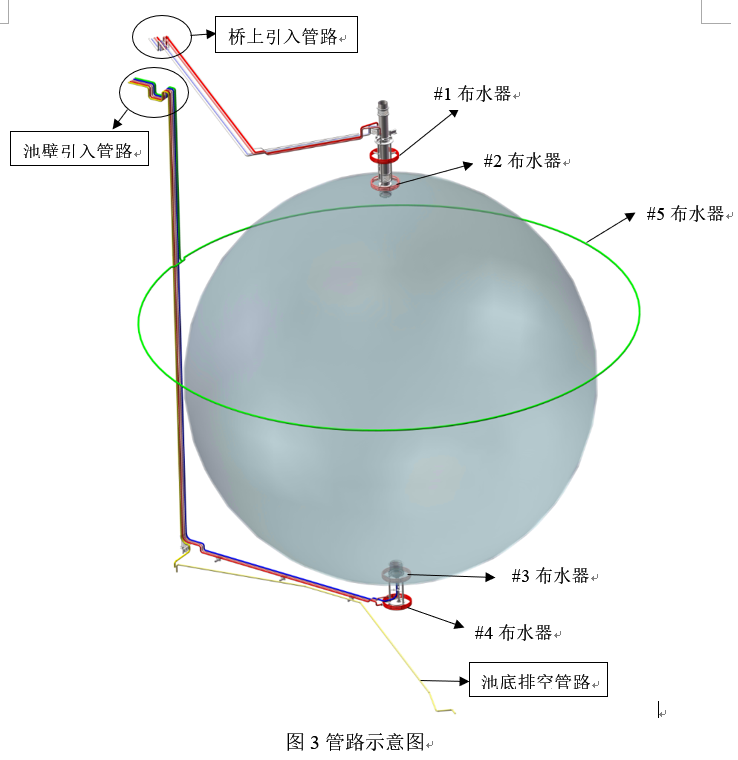 桥上引入管路
池壁引入管路
#1 布水器
#2 布水器
#5 布水器
#3 布水器
#4 布水器
池底排空管路
图 3 管路示意图